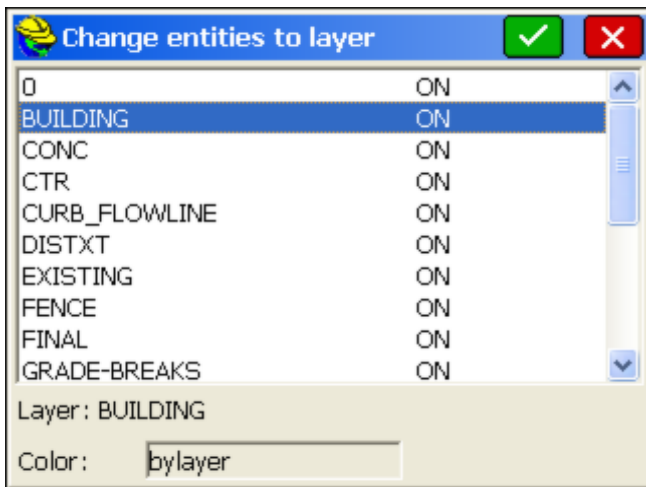 Change entities to layer
0 ON
BUILDING ON
CONC ON
CTR ON
CURB_FLOWLINE ON
DISTXT ON
EXISTING ON
FENCE ON
FINAL ON
GRADE-BREAKS ON
Layer: BUILDING
Color: bylayer